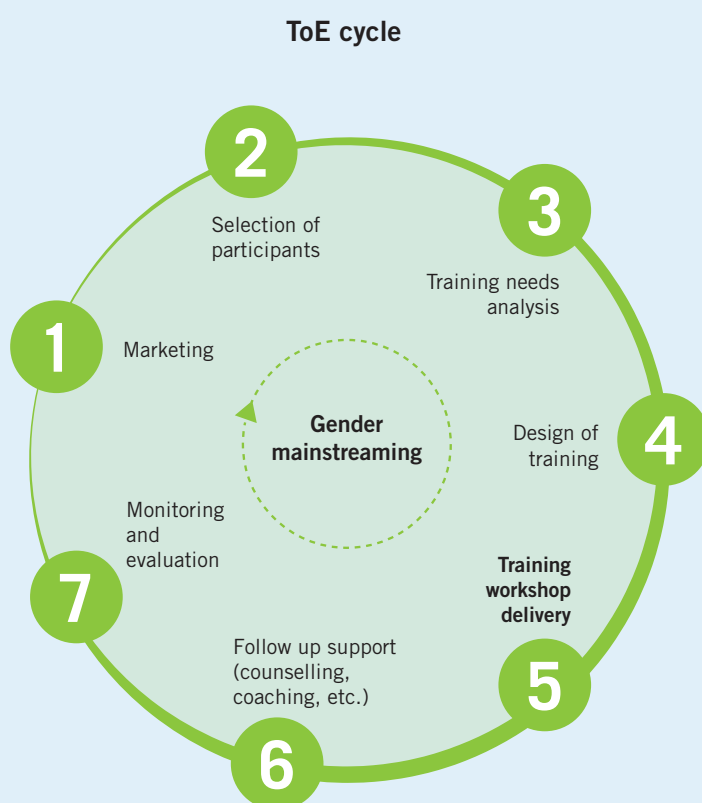 ToE cycle
1
Marketing
2
Selection of
participants
3
Training needs
analysis
4
Design of
training
5
Training
workshop
delivery
6
Follow up support
(counselling,
coaching, etc.)
7
Monitoring
and
evaluation
Gender
mainstreaming